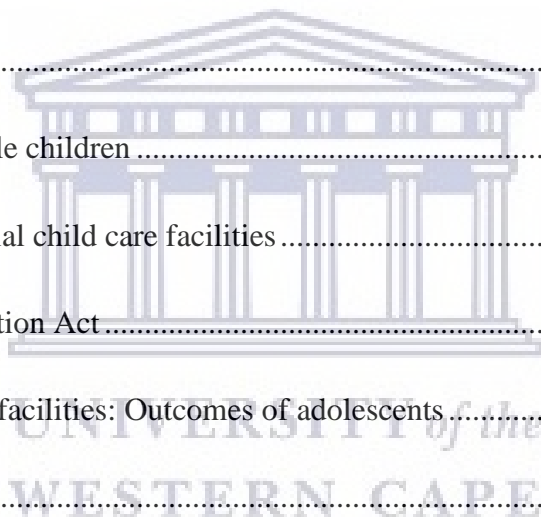 ....................................................................
le children ....................................................
al child care facilities .................................
tion Act ........................................................
facilities: Outcomes of adolescents ............
UNIVERSITY of the
WESTERN CAPE
....................................................................